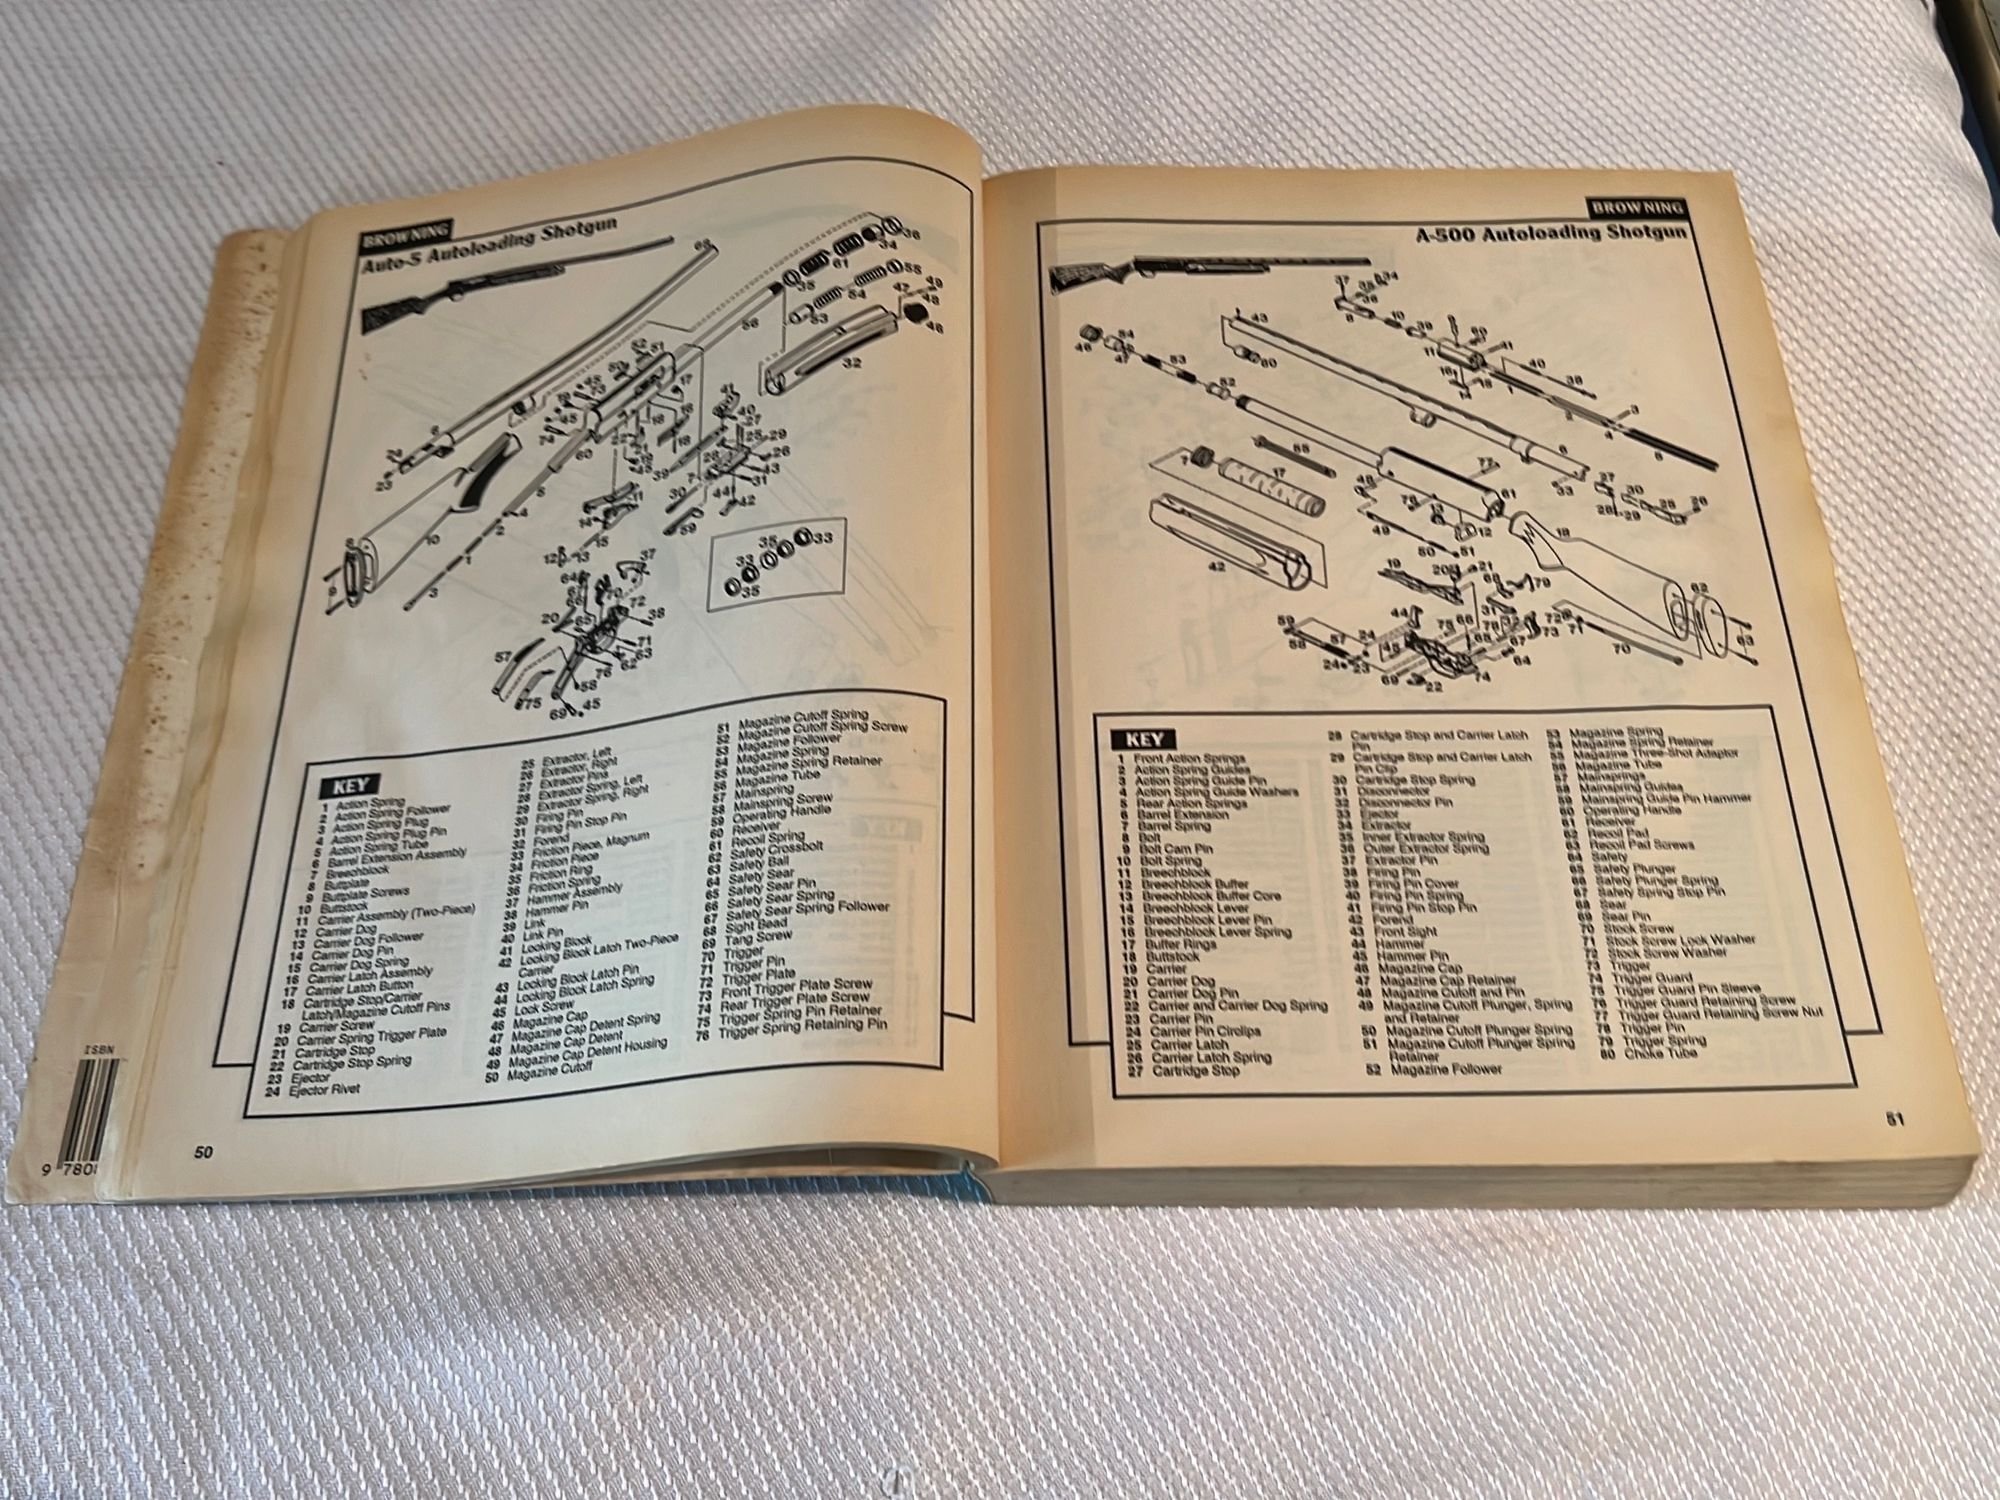 BROWNING
Auto-5 Autoloading Shotgun
KEY
1 Action Spring
2 Action Spring Follower
3 Action Spring Plug
4 Action Spring Plug Pin
5 Action Spring Tube
6 Barrel Extension Assembly
7 Breechblock
8 Buttplate
9 Buttplate Screws
10 Buttstock
11 Carrier Assembly (Two-Piece)
12 Carrier Dog
13 Carrier Dog Follower
14 Carrier Dog Pin
15 Carrier Dog Spring
16 Carrier Latch Assembly
17 Carrier Latch Button
18 Cartridge Stop/Carrier
Latch/Magazine Cutoff Pins
19 Carrier Screw
20 Carrier Spring Trigger Plate
21 Cartridge Stop
22 Cartridge Stop Spring
23 Ejector
24 Ejector Rivet
25 Extractor, Left
26 Extractor, Right
27 Extractor Pins
28 Extractor Spring, Left
29 Extractor Spring, Right
30 Firing Pin
31 Firing Pin Stop Pin
32 Forend
33 Friction Piece, Magnum
34 Friction Piece
35 Friction Ring
36 Friction Spring
37 Hammer Assembly
38 Hammer Pin
39 Link
40 Link Pin
41 Locking Block
42 Locking Block Latch Two-Piece
Carrier
43 Locking Block Latch Pin
44 Locking Block Latch Spring
45 Lock Screw
46 Magazine Cap
47 Magazine Cap Detent Spring
48 Magazine Cap Detent
49 Magazine Cap Detent Housing
50 Magazine Cutoff
51 Magazine Cutoff Spring
52 Magazine Cutoff Spring Screw
53 Magazine Follower
54 Magazine Spring
55 Magazine Spring Retainer
56 Magazine Tube
57 Mainspring
58 Mainspring Screw
59 Operating Handle
60 Receiver
61 Recoil Spring
62 Safety Crossbolt
63 Safety Ball
64 Safety Sear
65 Safety Sear Pin
66 Safety Sear Spring
67 Safety Sear Spring Follower
68 Sight Bead
69 Tang Screw
70 Trigger
71 Trigger Pin
72 Trigger Plate
73 Front Trigger Plate Screw
74 Rear Trigger Plate Screw
75 Trigger Spring Pin Retainer
76 Trigger Spring Retaining Pin
50
ISBN
9 780
BROWNING
A-500 Autoloading Shotgun
KEY
1 Front Action Springs
2 Action Spring Guides
3 Action Spring Guide Pin
4 Action Spring Guide Washers
5 Rear Action Springs
6 Barrel Extension
7 Barrel Spring
8 Bolt
9 Bolt Cam Pin
10 Bolt Spring
11 Breechblock
12 Breechblock Buffer
13 Breechblock Buffer Core
14 Breechblock Lever
15 Breechblock Lever Pin
16 Breechblock Lever Spring
17 Buffer Rings
18 Buttstock
19 Carrier
20 Carrier Dog
21 Carrier Dog Pin
22 Carrier and Carrier Dog Spring
23 Carrier Pin
24 Carrier Pin Circlips
25 Carrier Latch
26 Carrier Latch Spring
27 Cartridge Stop
28 Cartridge Stop and Carrier Latch
Pin
29 Cartridge Stop and Carrier Latch
Pin Clip
30 Cartridge Stop Spring
31 Disconnector
32 Disconnector Pin
33 Ejector
34 Extractor
35 Inner Extractor Spring
36 Outer Extractor Spring
37 Extractor Pin
38 Firing Pin
39 Firing Pin Cover
40 Firing Pin Spring
41 Firing Pin Stop Pin
42 Forend
43 Front Sight
44 Hammer
45 Hammer Pin
46 Magazine Cap
47 Magazine Cap Retainer
48 Magazine Cutoff and Pin
49 Magazine Cutoff Plunger, Spring
and Retainer
50 Magazine Cutoff Plunger Spring
51 Magazine Cutoff Plunger Spring
Retainer
52 Magazine Follower
53 Magazine Spring
54 Magazine Spring Retainer
55 Magazine Three-Shot Adaptor
56 Magazine Tube
57 Mainsprings
58 Mainspring Guides
59 Mainspring Guide Pin Hammer
60 Operating Handle
61 Receiver
62 Recoil Pad
63 Recoil Pad Screws
64 Safety
65 Safety Plunger
66 Safety Plunger Spring
67 Safety Spring Stop Pin
68 Sear
69 Sear Pin
70 Stock Screw
71 Stock Screw Lock Washer
72 Stock Screw Washer
73 Trigger
74 Trigger Guard
75 Trigger Guard Pin Sleeve
76 Trigger Guard Retaining Screw
77 Trigger Guard Retaining Screw Nut
78 Trigger Pin
79 Trigger Spring
80 Choke Tube
51